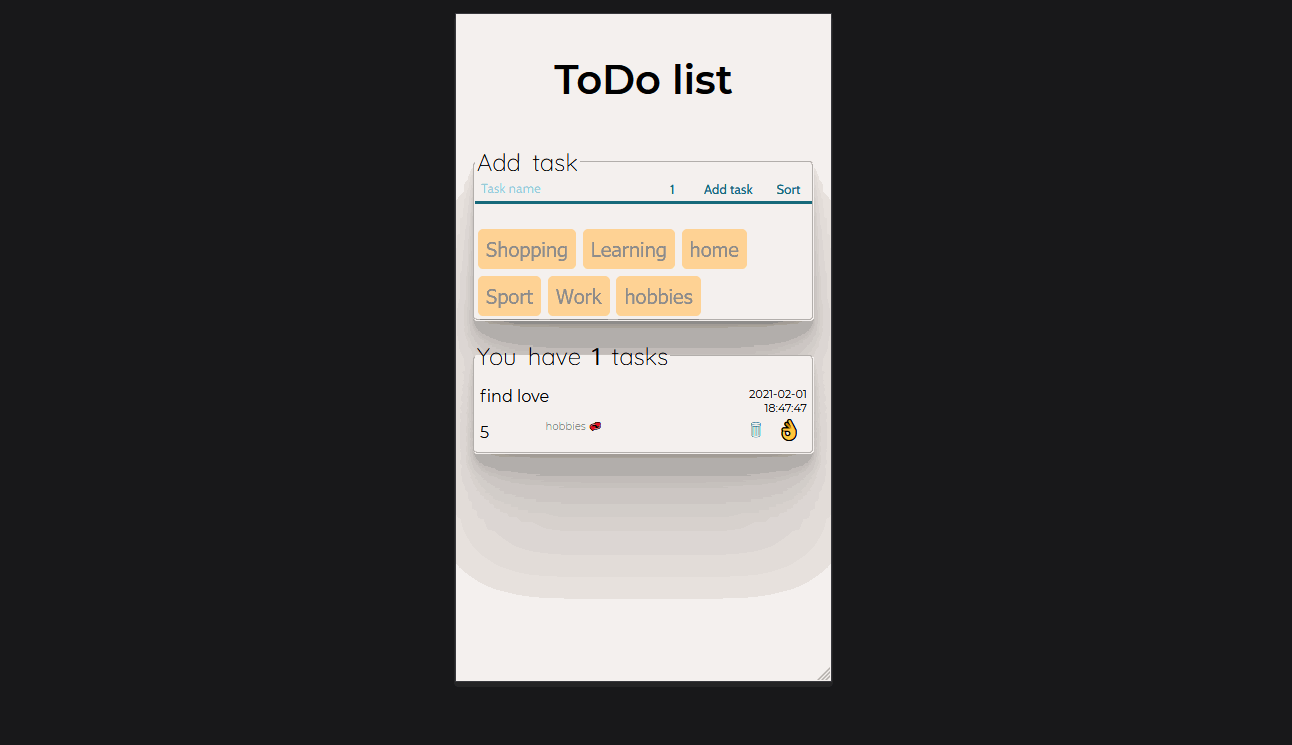 ToDo list
Add task
Task name 1 Add task Sort
Shopping Learning home
Sport Work hobbies
You have 1 tasks
find love 2021-02-01
18:47:47
5 hobbies